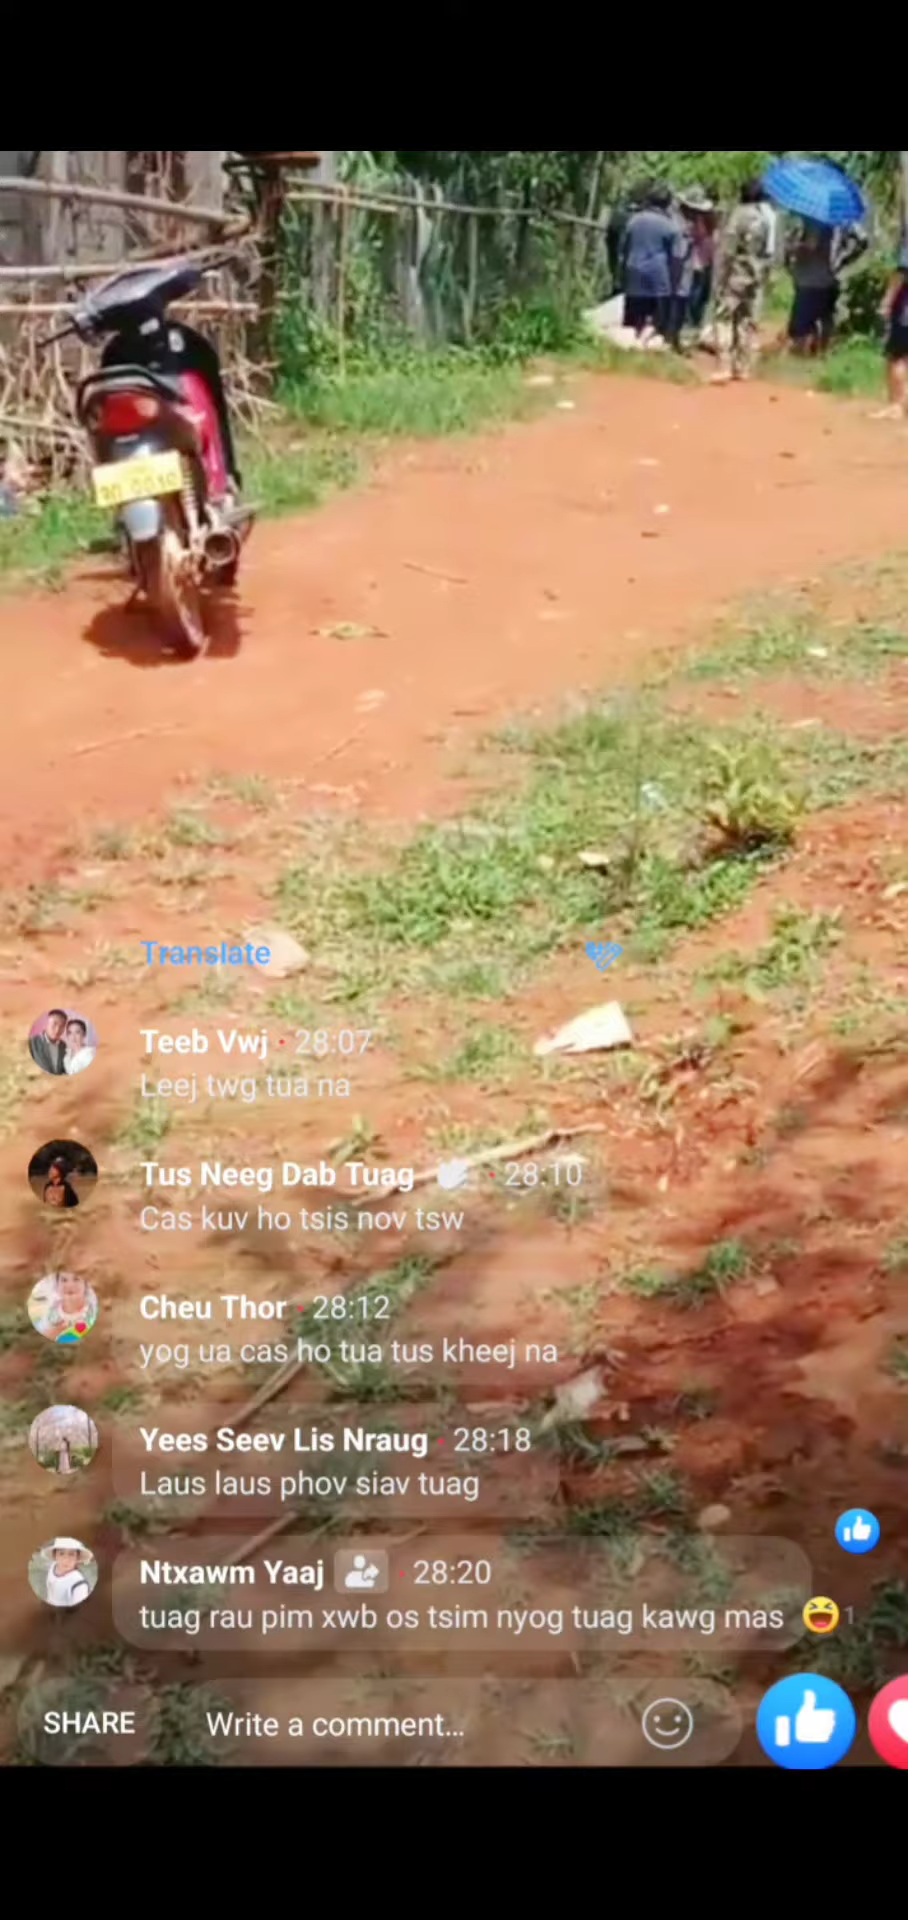 Translate
Teeb Vwj · 28:07
Leej twg tua na
Tus Neeg Dab Tuag · 28:10
Cas kuv ho tsis nov tsw
Cheu Thor · 28:12
yog ua cas ho tua tus kheej na
Yees Seev Lis Nraug · 28:18
Laus laus phov siav tuag
Ntxawm Yaaj · 28:20
tuag rau pim xwb os tsim nyog tuag kawg mas 1
SHARE Write a comment...